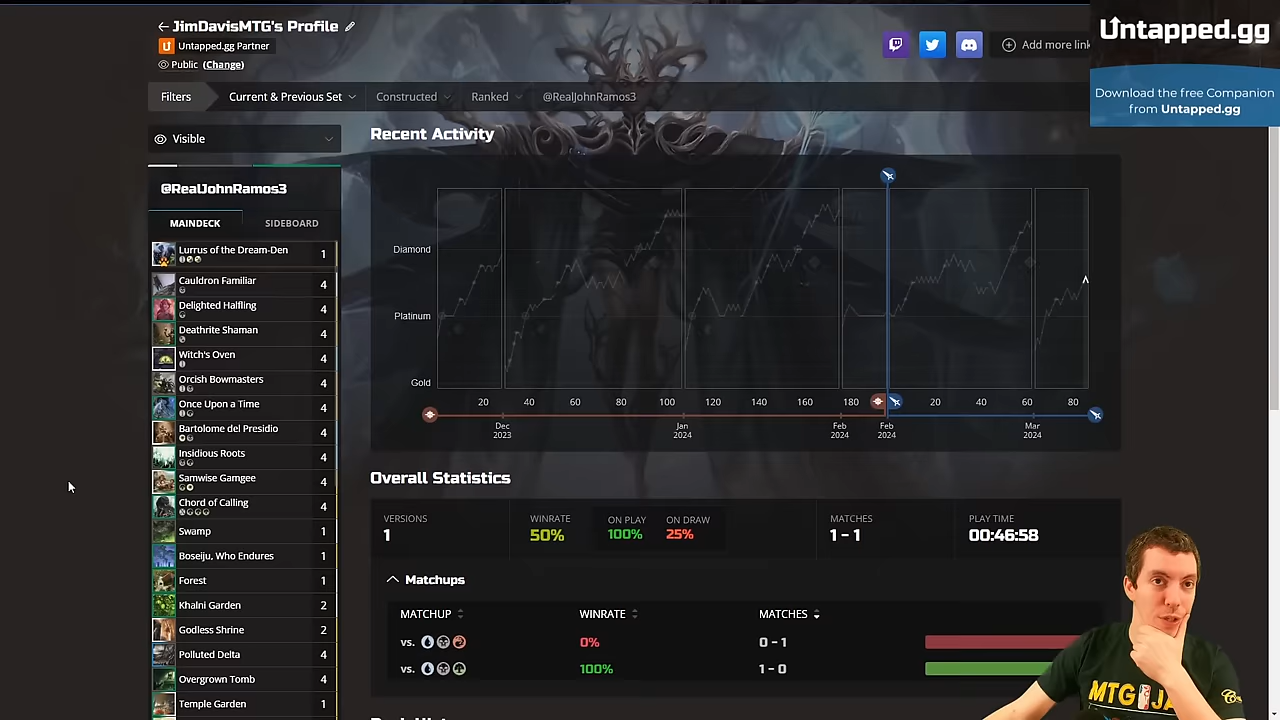 JimDavisMTG's Profile
Untapped.gg Partner
Public (Change)
Add more lin
Untapped.gg
Download the free Companion
from Untapped.gg
Filters
Current & Previous Set
Constructed
Ranked
@RealJohnRamos3
Visible
@RealJohnRamos3
MAINDECK
SIDEBOARD
Lurrus of the Dream-Den 1
Cauldron Familiar 4
Delighted Halfling 4
Deathrite Shaman 4
Witch's Oven 4
Orcish Bowmasters 4
Once Upon a Time 4
Bartolome del Presidio 4
Insidious Roots 4
Samwise Gamgee 4
Chord of Calling 4
Swamp 1
Boseiju, Who Endures 1
Forest 1
Khalni Garden 2
Godless Shrine 2
Polluted Delta 4
Overgrown Tomb 4
Temple Garden 1
Recent Activity
Diamond
Platinum
Gold
20 40 60 80 100 120 140 160 180 20 40 60 80
Dec 2023
Jan 2024
Feb 2024
Feb 2024
Mar 2024
Overall Statistics
VERSIONS
1
WINRATE
50%
ON PLAY
100%
ON DRAW
25%
MATCHES
1 - 1
PLAY TIME
00:46:58
Matchups
MATCHUP WINRATE MATCHES
vs. 0% 0 - 1
vs. 100% 1 - 0
MTG JA